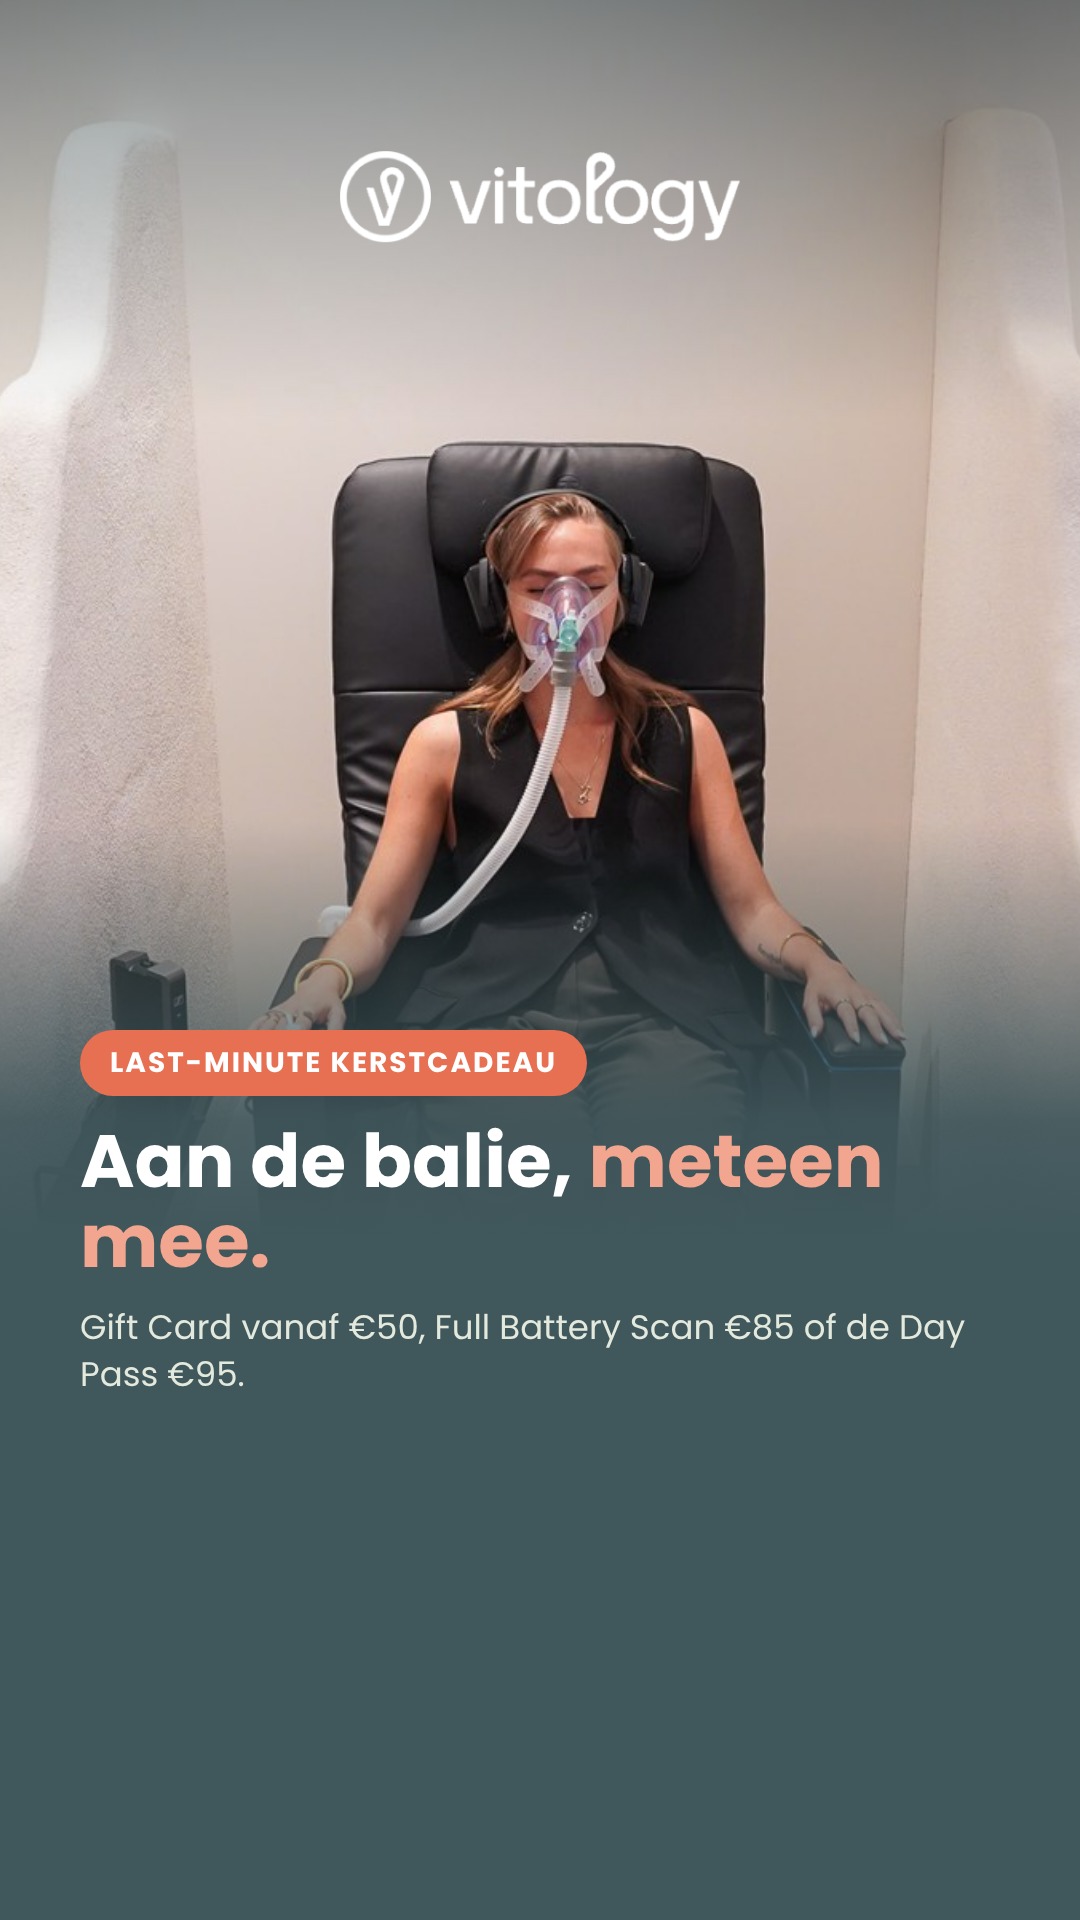 vitology
LAST-MINUTE KERSTCADEAU
Aan de balie, meteen
mee.
Gift Card vanaf €50, Full Battery Scan €85 of de Day
Pass €95.